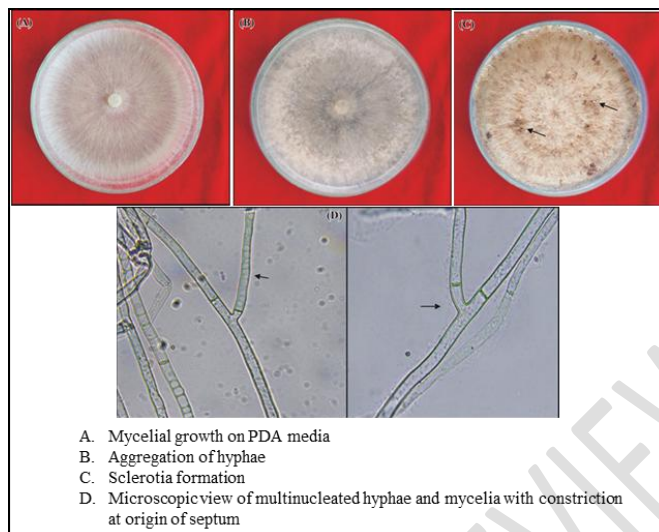 (A)
(B)
(C)
(D)
A. Mycelial growth on PDA media
B. Aggregation of hyphae
C. Sclerotia formation
D. Microscopic view of multinucleated hyphae and mycelia with constriction
at origin of septum